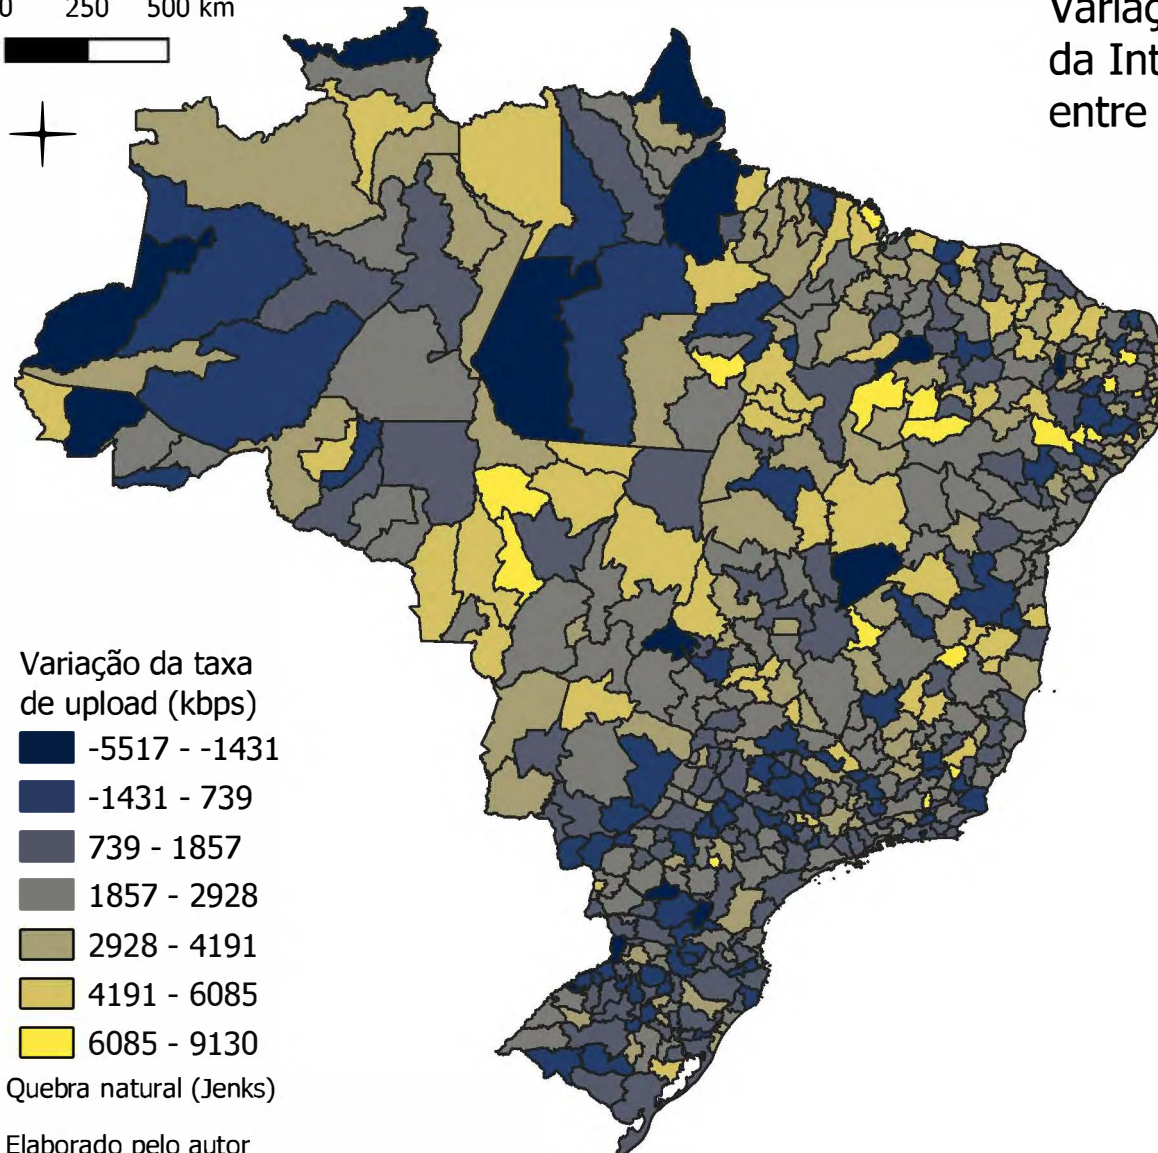 0 250 500 km
Variaç
da Int
entre
Variação da taxa
de upload (kbps)
-5517 - -1431
-1431 - 739
739 - 1857
1857 - 2928
2928 - 4191
4191 - 6085
6085 - 9130
Quebra natural (Jenks)
Elaborado pelo autor